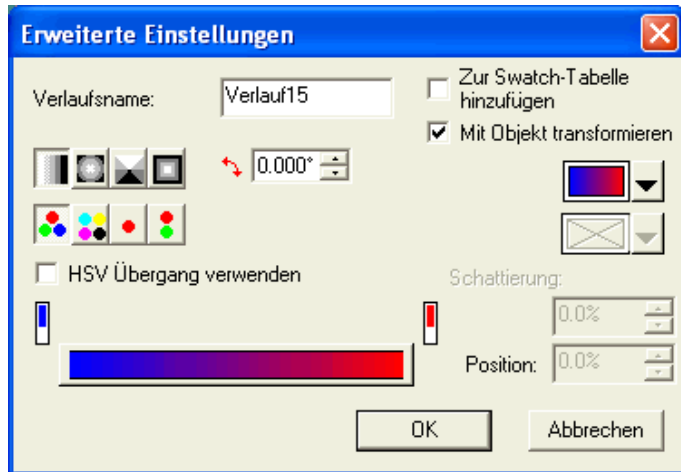 Erweiterte Einstellungen
Verlaufsname:
Verlauf15
Zur Swatch-Tabelle
hinzufügen
Mit Objekt transformieren
0.000°
HSV Übergang verwenden
Schattierung:
0.0%
Position:
0.0%
OK
Abbrechen